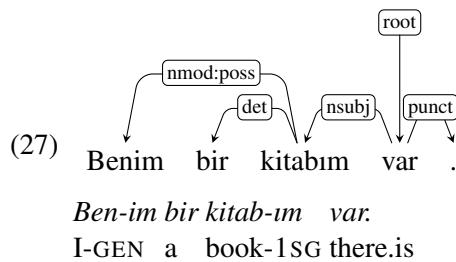 root
nmod:poss
det nsubj punct
(27) Benim bir kitabım var .
Ben-im bir kitab-ım var.
I-GEN a book-1SG there.is